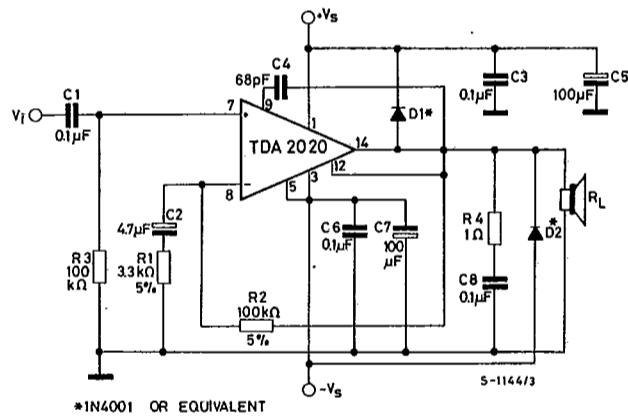 +Vs
C4
68pF
C3
0.1µF
C5
100µF
C1
Vi
0.1µF
7
9
1
D1*
TDA 2020
14
12
8
5
3
C2
4.7µF
C6
0.1µF
C7
100
µF
R4
1Ω
D2*
RL
R3
100
kΩ
R1
3.3kΩ
5%
R2
100kΩ
5%
C8
0.1µF
-Vs
S-1144/3
*1N4001 OR EQUIVALENT